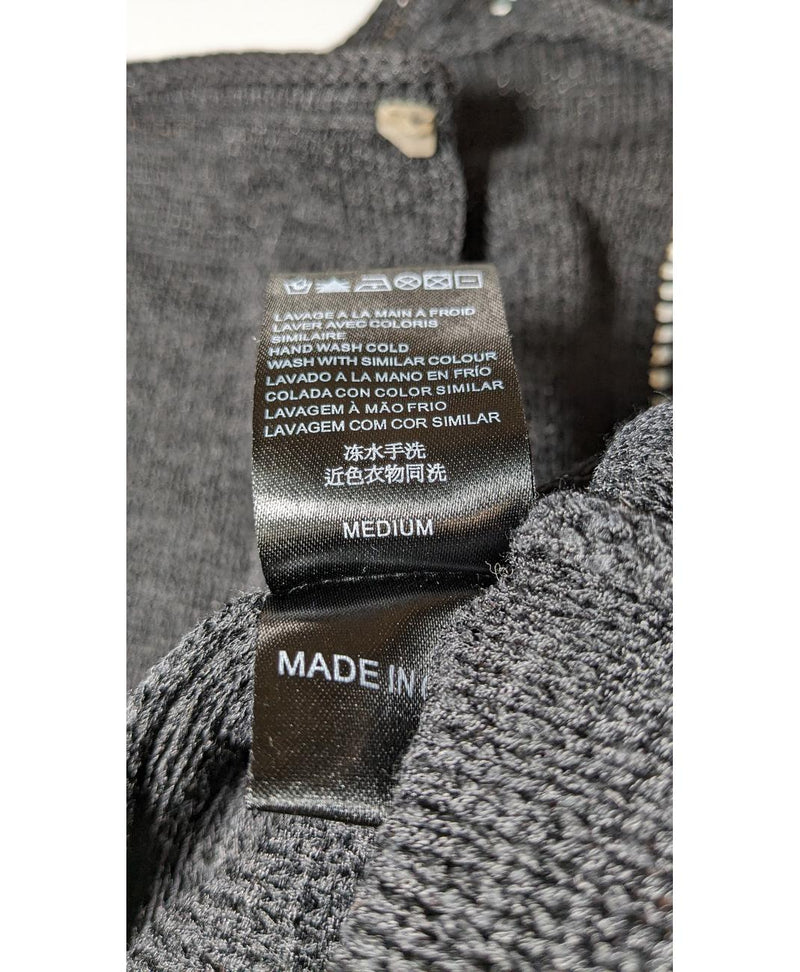 LAVAGE A LA MAIN A FROID
LAVER AVEC COLORIS
SIMILAIRE
HAND WASH COLD
WASH WITH SIMILAR COLOUR
LAVADO A LA MANO EN FRÍO
COLADA CON COLOR SIMILAR
LAVAGEM À MÃO FRIO
LAVAGEM COM COR SIMILAR
冻水手洗
近色衣物同洗
MEDIUM
MADE IN